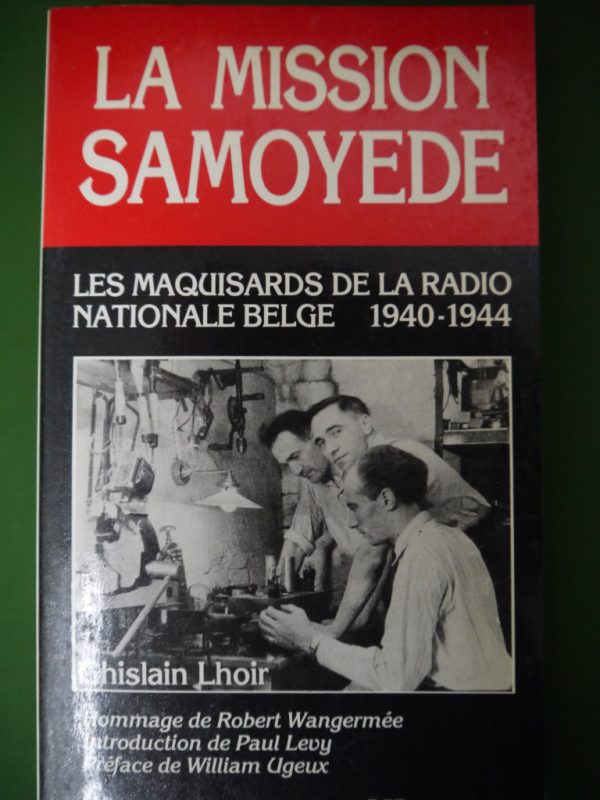 LA MISSION
SAMOYEDE
LES MAQUISARDS DE LA RADIO
NATIONALE BELGE 1940-1944
Ghislain Lhoir
Hommage de Robert Wangermée
Introduction de Paul Levy
Préface de William Ugeux